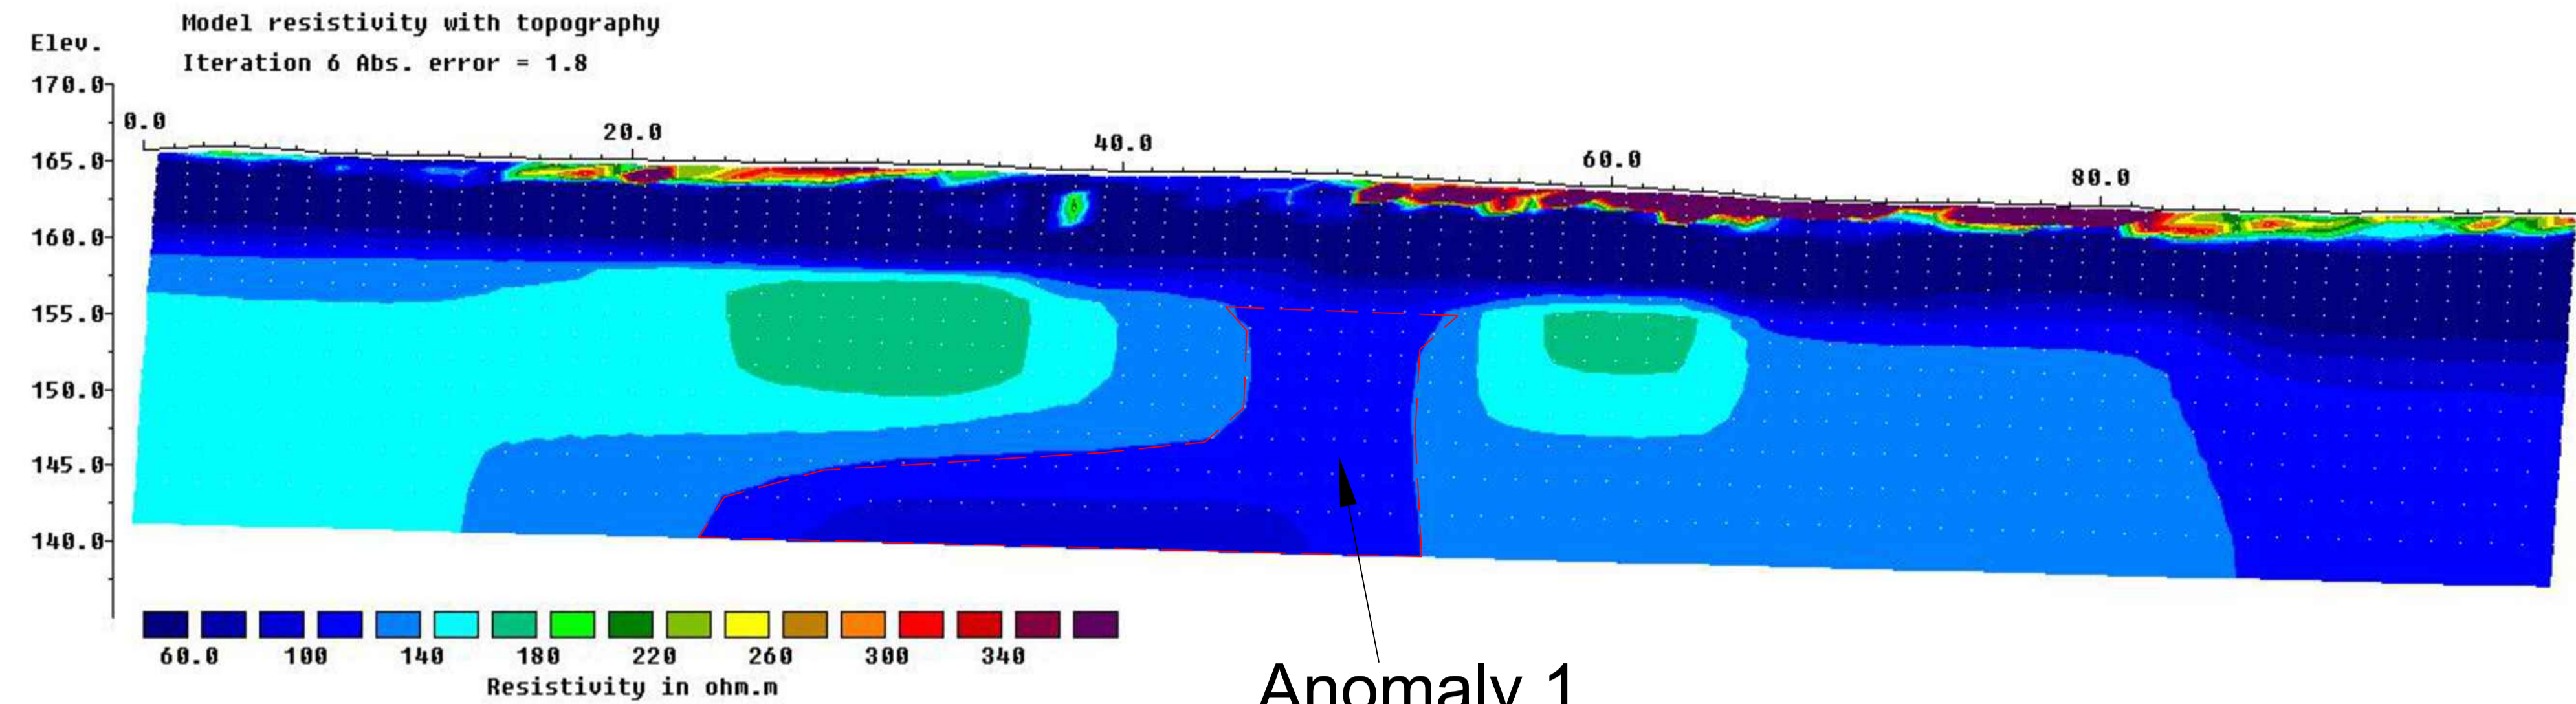 Model resistivity with topography
Elev.
Iteration 6 Abs. error = 1.8
170.0
0.0
20.0
40.0
60.0
80.0
165.0
160.0
155.0
150.0
145.0
140.0
60.0 100 140 180 220 260 300 340
Resistivity in ohm.m
Anomaly 1